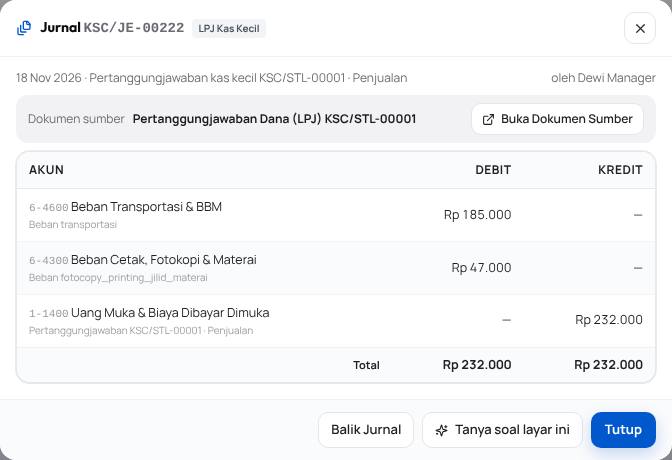 Jurnal KSC/JE-00222 LPJ Kas Kecil
18 Nov 2026 · Pertanggungjawaban kas kecil KSC/STL-00001 · Penjualan oleh Dewi Manager
Dokumen sumber Pertanggungjawaban Dana (LPJ) KSC/STL-00001 Buka Dokumen Sumber
AKUN DEBIT KREDIT
6-4600 Beban Transportasi & BBM Rp 185.000 —
Beban transportasi
6-4300 Beban Cetak, Fotokopi & Materai Rp 47.000 —
Beban fotocopy_printing_jilid_materai
1-1400 Uang Muka & Biaya Dibayar Dimuka — Rp 232.000
Pertanggungjawaban KSC/STL-00001 · Penjualan
Total Rp 232.000 Rp 232.000
Balik Jurnal Tanya soal layar ini Tutup